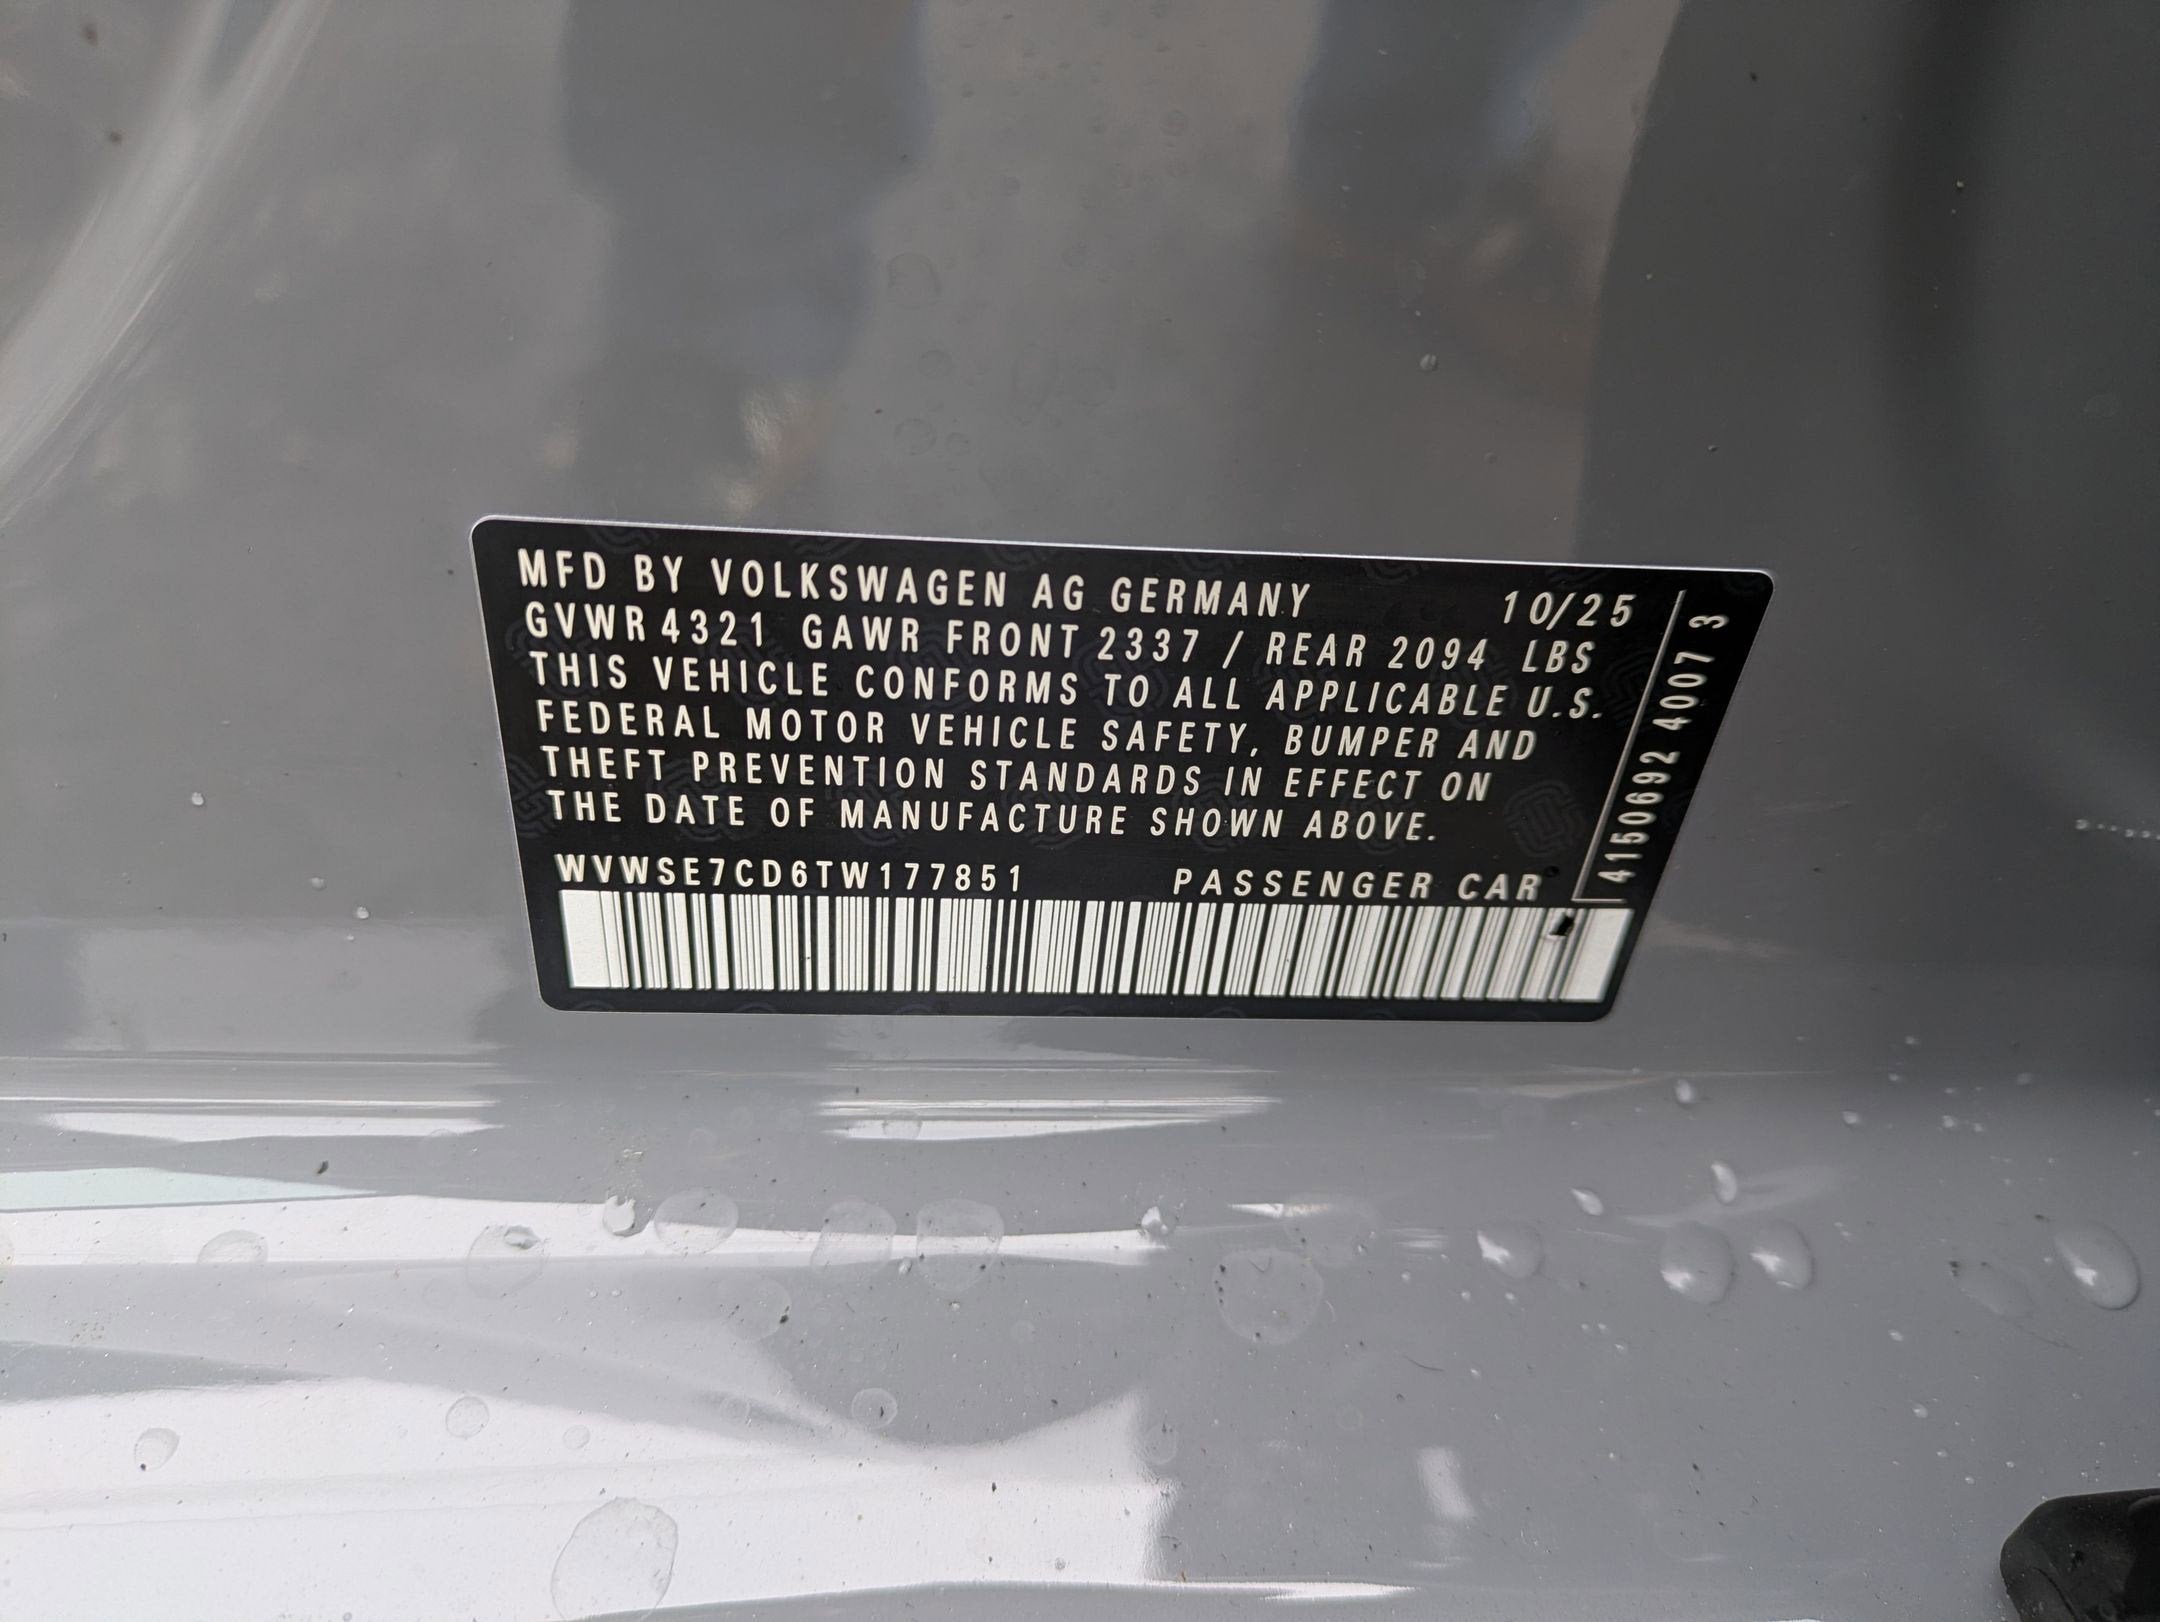 MFD BY VOLKSWAGEN AG GERMANY 10/25
GVWR 4321 GAWR FRONT 2337 / REAR 2094 LBS
THIS VEHICLE CONFORMS TO ALL APPLICABLE U.S.
FEDERAL MOTOR VEHICLE SAFETY, BUMPER AND
THEFT PREVENTION STANDARDS IN EFFECT ON
THE DATE OF MANUFACTURE SHOWN ABOVE.
WVWSE7CD6TW177851 PASSENGER CAR
4150692 4007 3